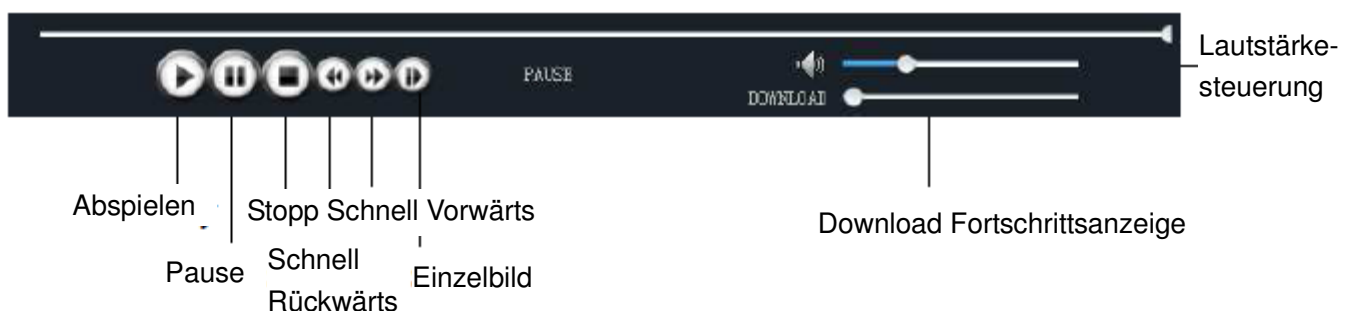 Lautstärke-
steuerung
PAUSE
DOWNLOAD
Abspielen
Stopp
Schnell Vorwärts
Download Fortschrittsanzeige
Pause
Schnell
Rückwärts
Einzelbild